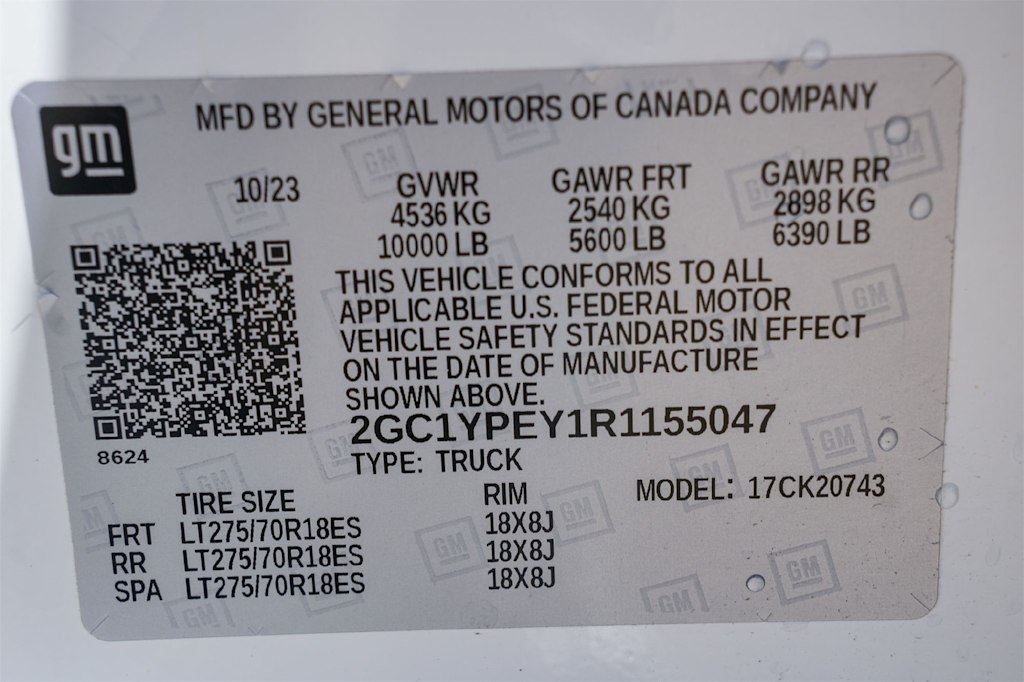 gm
MFD BY GENERAL MOTORS OF CANADA COMPANY
10/23 GVWR GAWR FRT GAWR RR
4536 KG 2540 KG 2898 KG
10000 LB 5600 LB 6390 LB
THIS VEHICLE CONFORMS TO ALL
APPLICABLE U.S. FEDERAL MOTOR
VEHICLE SAFETY STANDARDS IN EFFECT
ON THE DATE OF MANUFACTURE
SHOWN ABOVE.
2GC1YPEY1R1155047
8624
TYPE: TRUCK
TIRE SIZE RIM MODEL: 17CK20743
FRT LT275/70R18ES 18X8J
RR LT275/70R18ES 18X8J
SPA LT275/70R18ES 18X8J